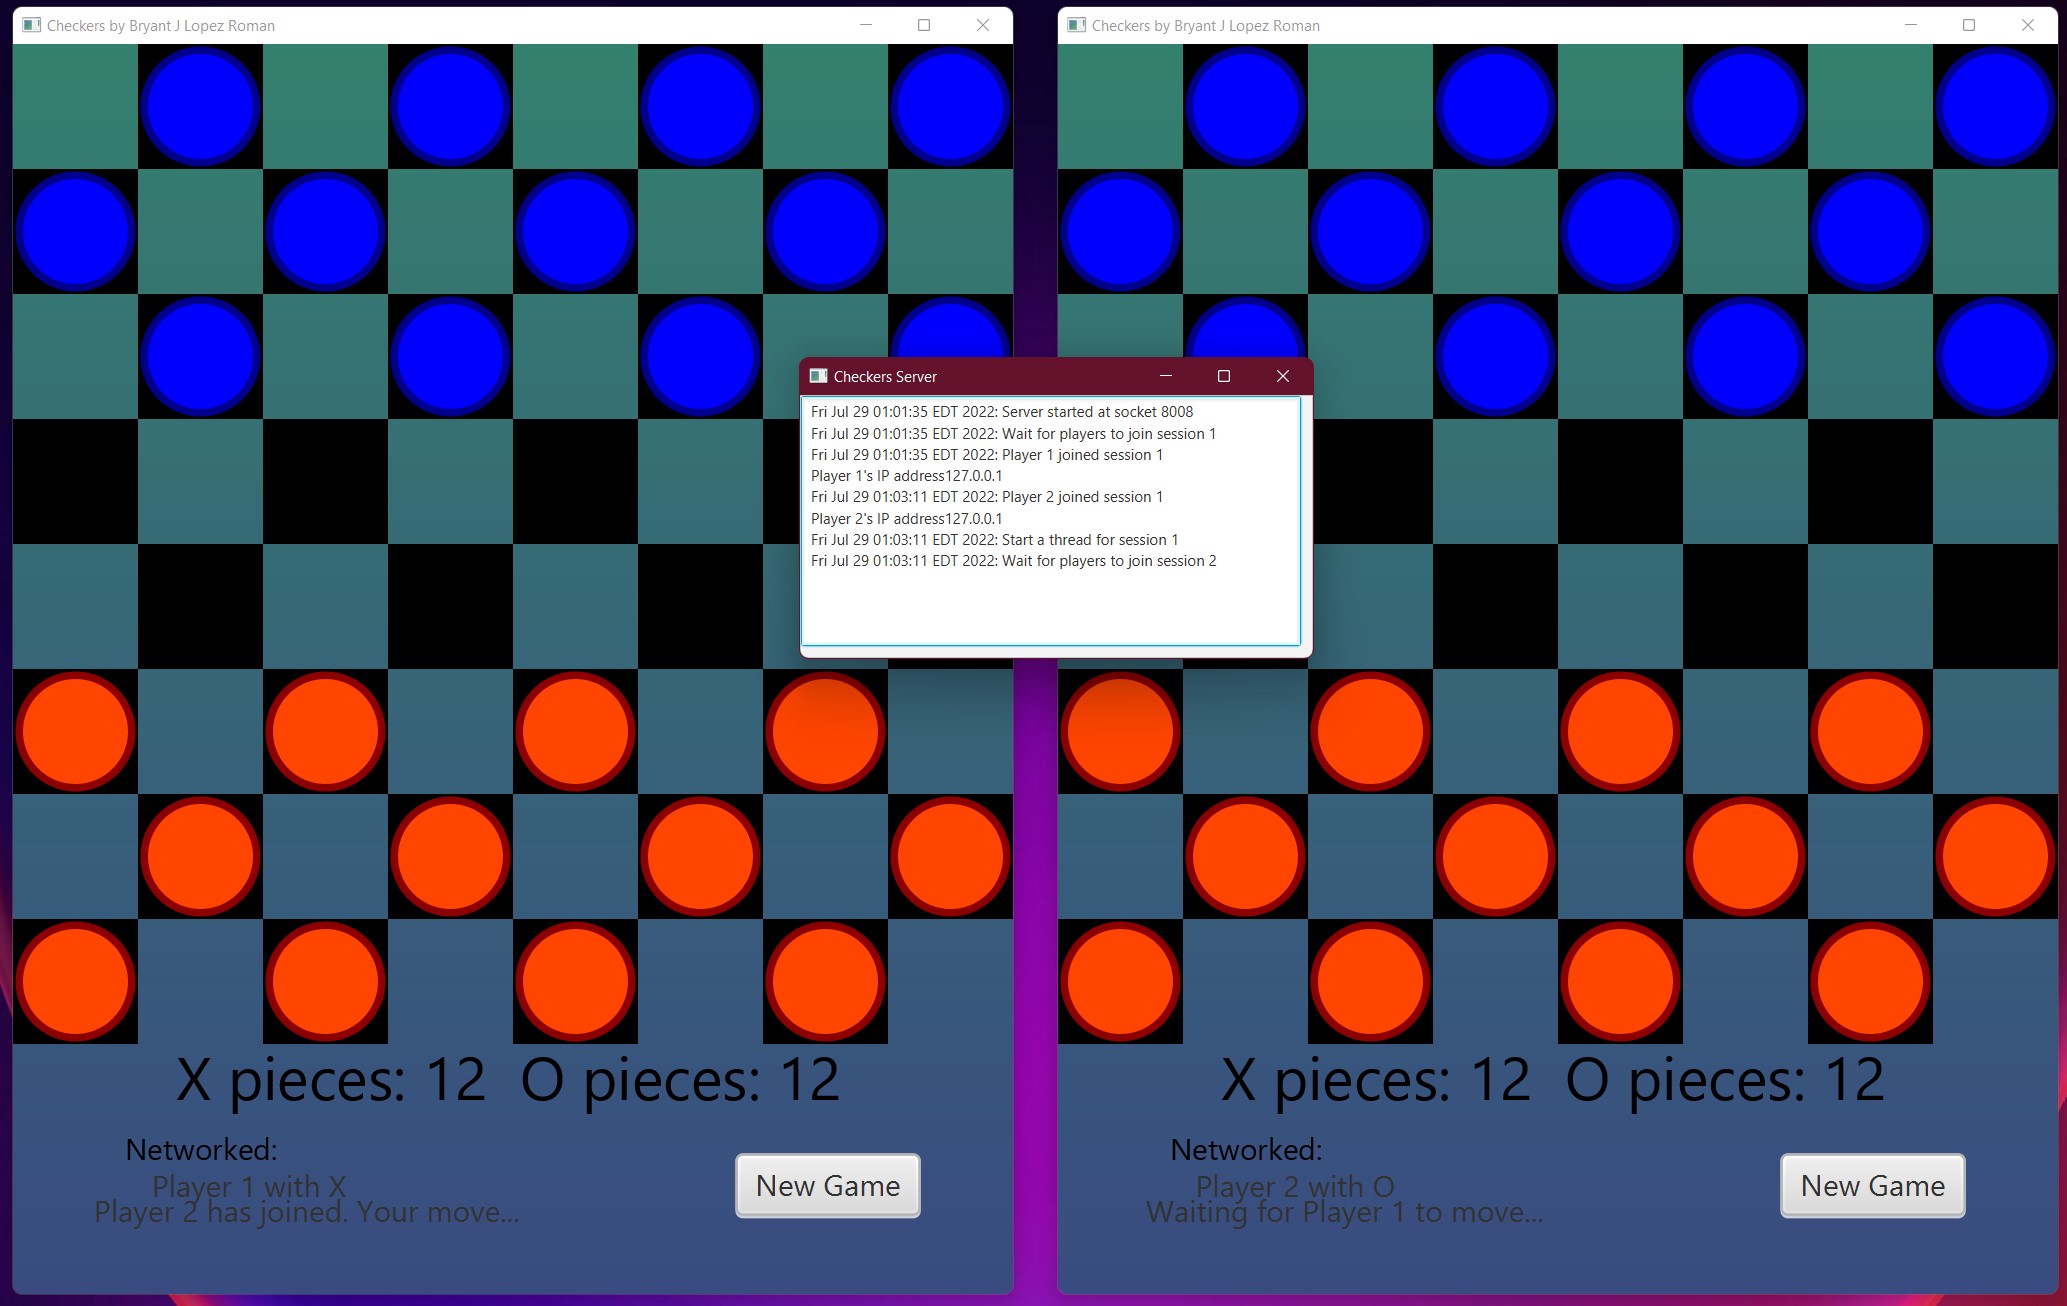 Checkers by Bryant J Lopez Roman
Checkers by Bryant J Lopez Roman
Checkers Server
Fri Jul 29 01:01:35 EDT 2022: Server started at socket 8008
Fri Jul 29 01:01:35 EDT 2022: Wait for players to join session 1
Fri Jul 29 01:01:35 EDT 2022: Player 1 joined session 1
Player 1's IP address127.0.0.1
Fri Jul 29 01:03:11 EDT 2022: Player 2 joined session 1
Player 2's IP address127.0.0.1
Fri Jul 29 01:03:11 EDT 2022: Start a thread for session 1
Fri Jul 29 01:03:11 EDT 2022: Wait for players to join session 2
X pieces: 12 O pieces: 12
Networked:
Player 1 with X
Player 2 has joined. Your move...
New Game
X pieces: 12 O pieces: 12
Networked:
Player 2 with O
Waiting for Player 1 to move...
New Game